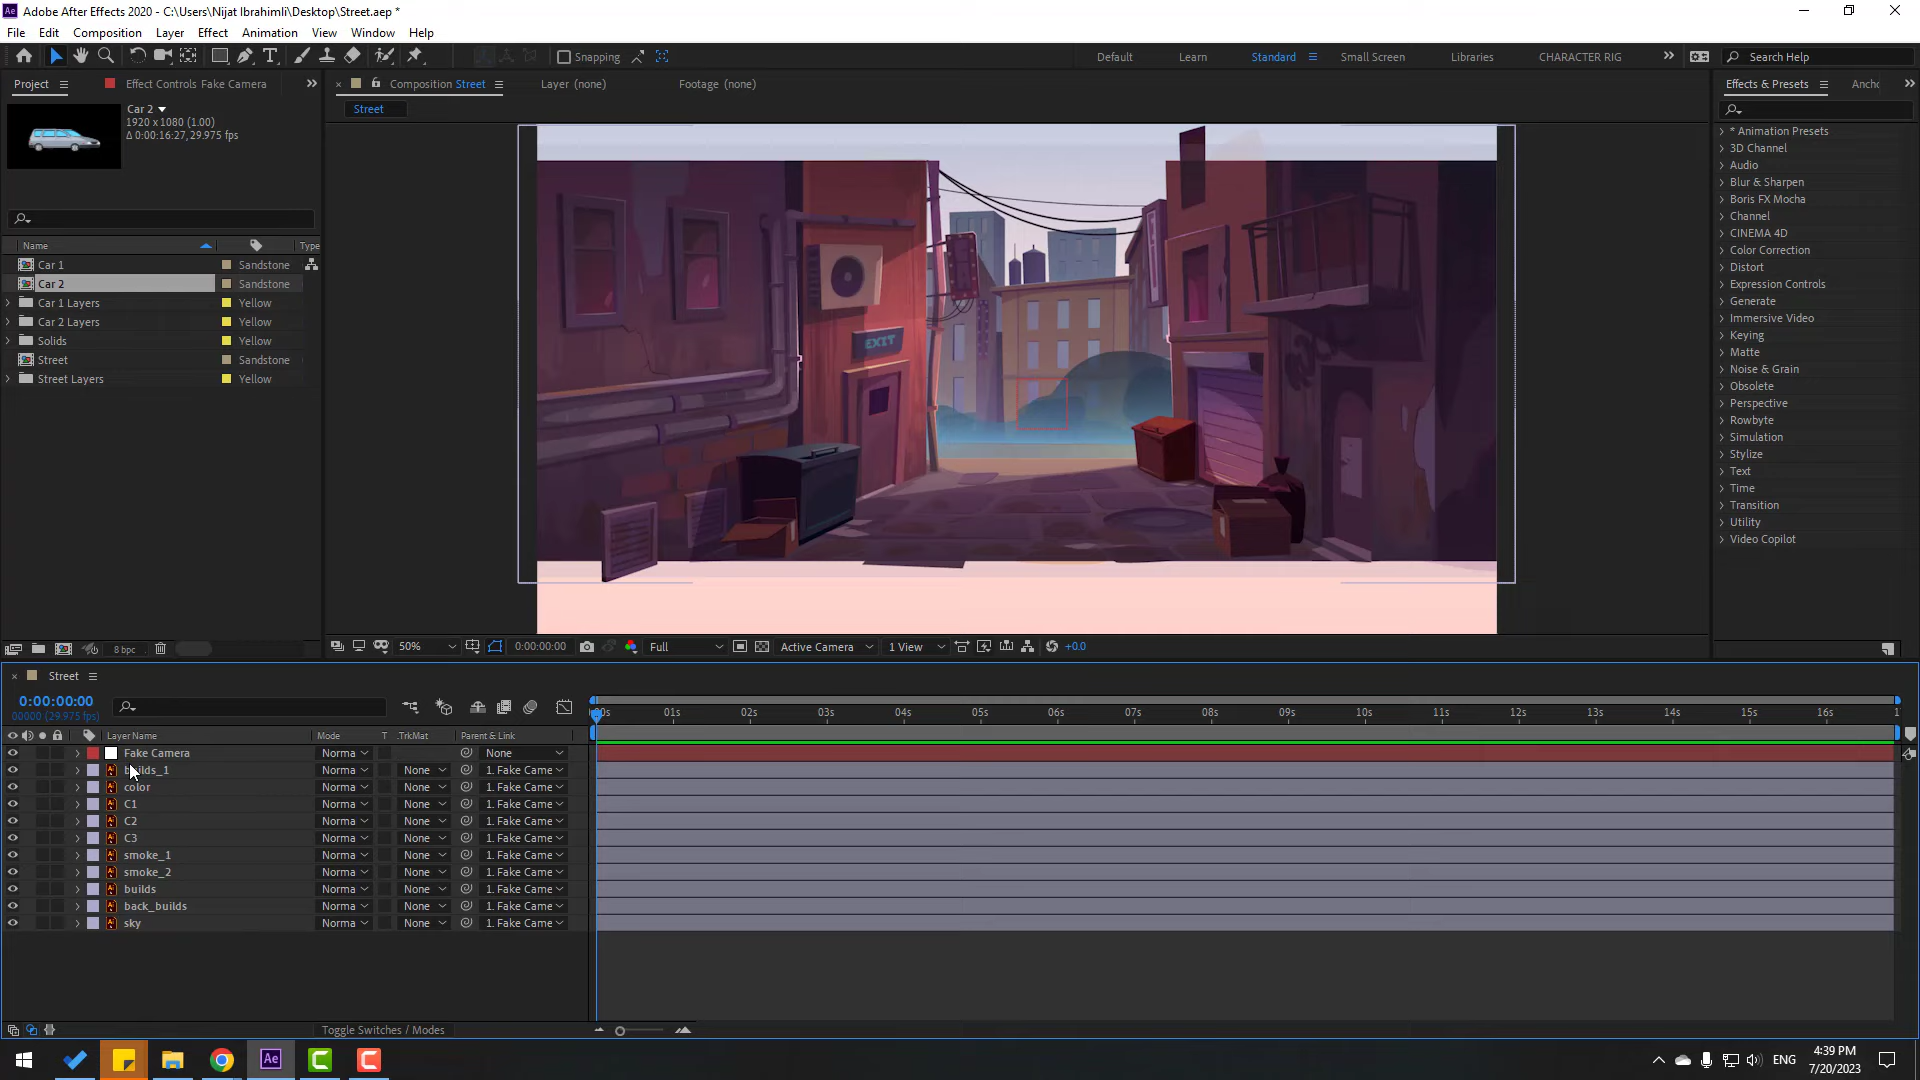 Adobe After Effects 2020 - C:\Users\Nijat Ibrahimli\Desktop\Street.aep *
File Edit Composition Layer Effect Animation View Window Help
Snapping
Default Learn Standard Small Screen Libraries CHARACTER RIG
Search Help
Project Effect Controls Fake Camera
Composition Street Layer (none) Footage (none)
Effects & Presets Ancho
Car 2
1920 x 1080 (1.00)
Δ 0:00:16:27, 29.975 fps
Street
Name Type
Car 1 Sandstone
Car 2 Sandstone
Car 1 Layers Yellow
Car 2 Layers Yellow
Solids Yellow
Street Sandstone
Street Layers Yellow
EXIT
* Animation Presets
3D Channel
Audio
Blur & Sharpen
Boris FX Mocha
Channel
CINEMA 4D
Color Correction
Distort
Expression Controls
Generate
Immersive Video
Keying
Matte
Noise & Grain
Obsolete
Perspective
Rowbyte
Simulation
Stylize
Text
Time
Transition
Utility
Video Copilot
8 bpc
50% 0:00:00:00 Full Active Camera 1 View +0.0
Street
0:00:00:00
00000 (29.975 fps)
01s 02s 03s 04s 05s 06s 07s 08s 09s 10s 11s 12s 13s 14s 15s 16s
Layer Name Mode T .TrkMat Parent & Link
Fake Camera Norma None
builds_1 Norma None 1. Fake Came
color Norma None 1. Fake Came
C1 Norma None 1. Fake Came
C2 Norma None 1. Fake Came
C3 Norma None 1. Fake Came
smoke_1 Norma None 1. Fake Came
smoke_2 Norma None 1. Fake Came
builds Norma None 1. Fake Came
back_builds Norma None 1. Fake Came
sky Norma None 1. Fake Came
Toggle Switches / Modes
ENG
4:39 PM
7/20/2023